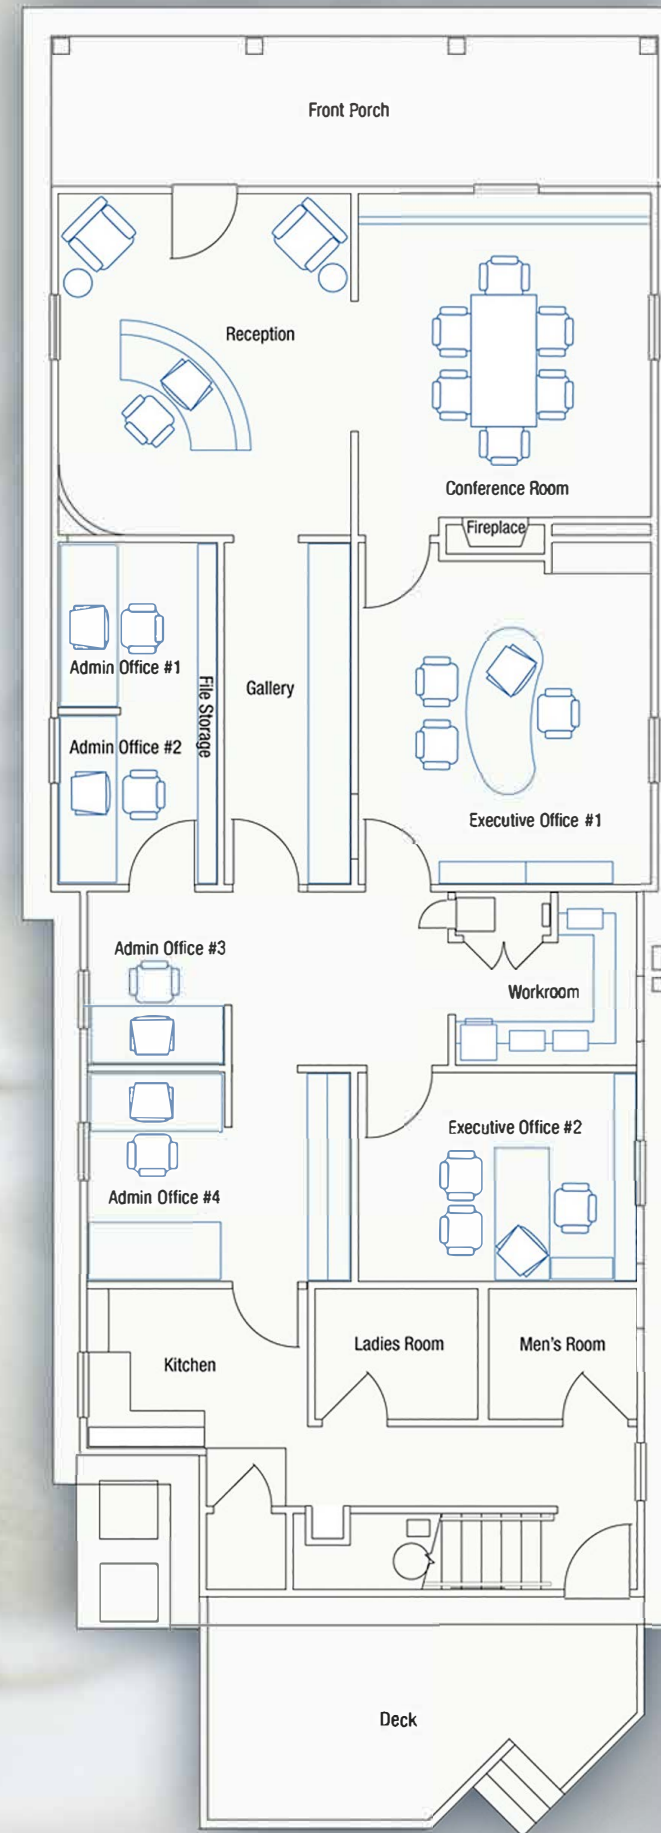 Front Porch
Reception
Conference Room
Fireplace
Admin Office #1
File Storage
Gallery
Admin Office #2
Executive Office #1
Admin Office #3
Workroom
Executive Office #2
Admin Office #4
Ladies Room
Men's Room
Kitchen
Deck